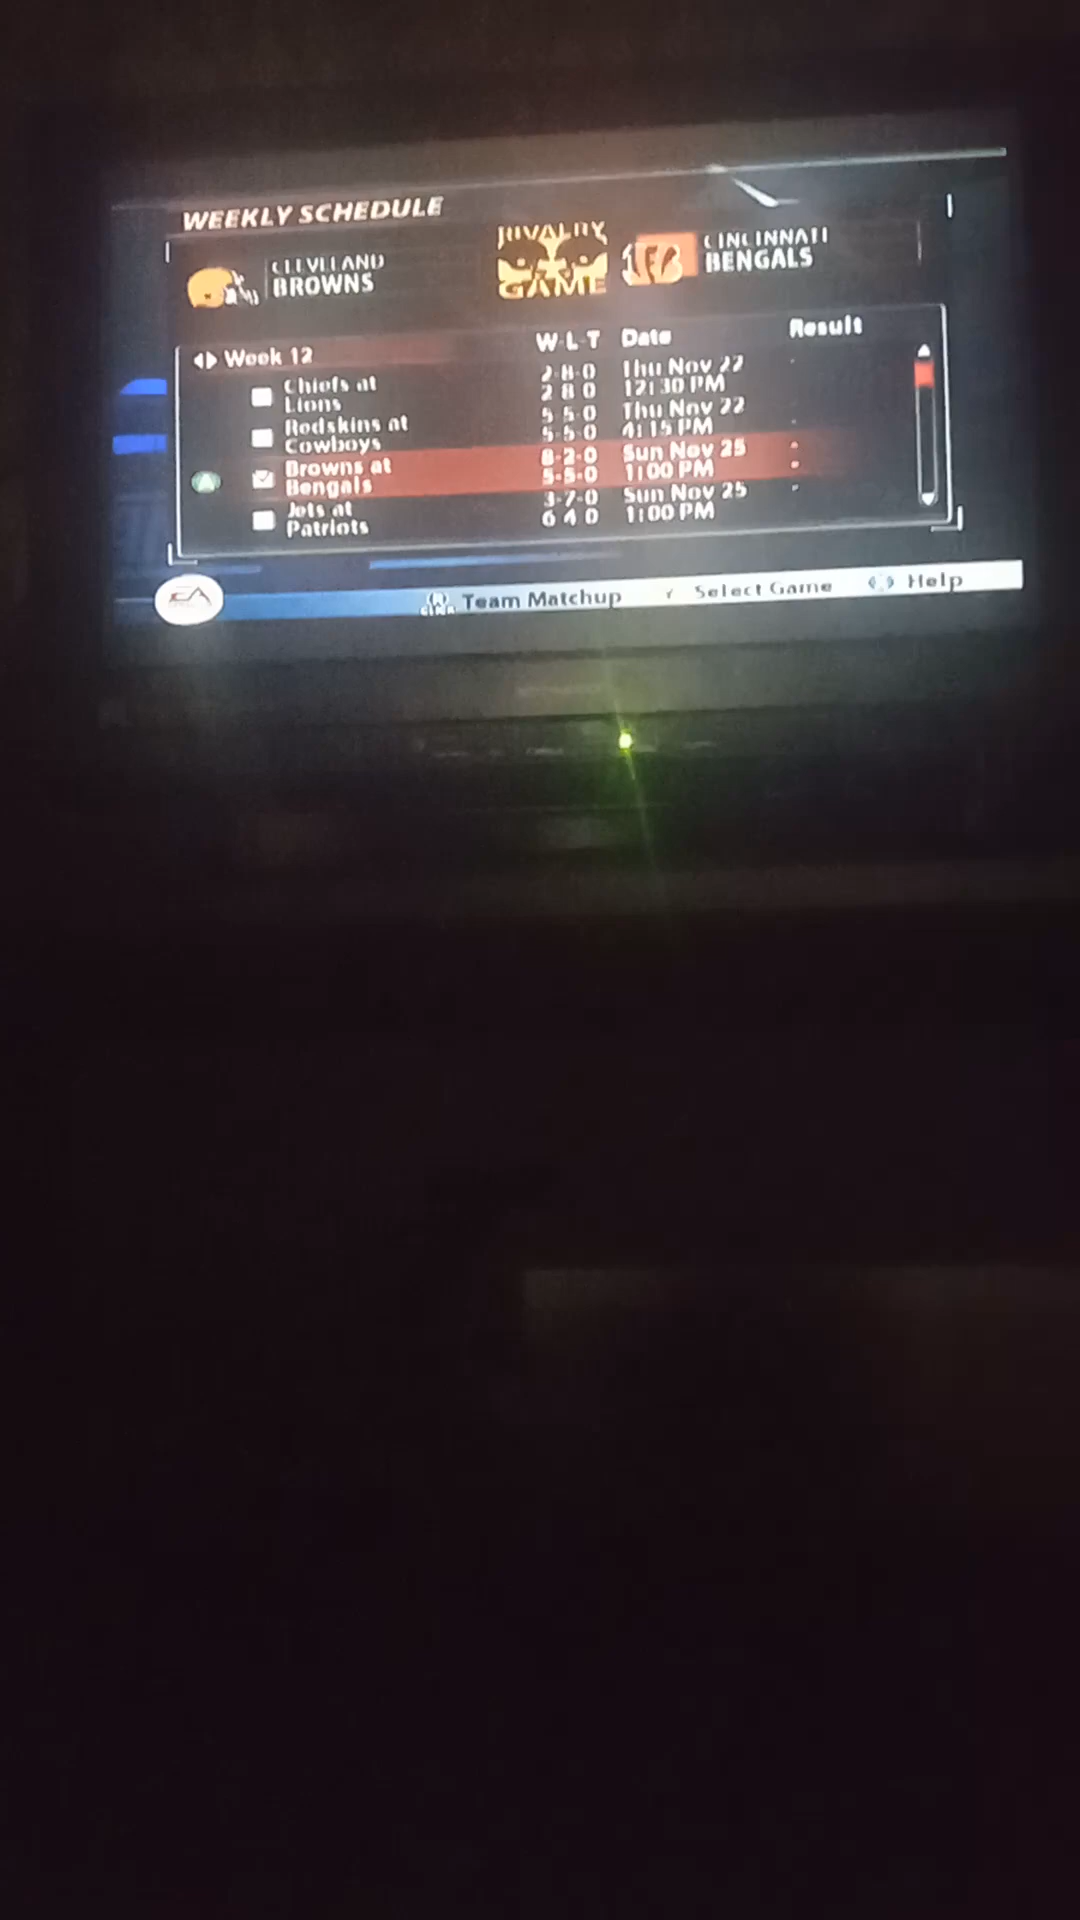 WEEKLY SCHEDULE
CLEVELAND
BROWNS
RIVALRY
GAME
CINCINNATI
BENGALS
Week 12
W-L-T
Date
Result
Chiefs at
Lions
2-8-0
2-8-0
Thu Nov 22
12:30 PM
Redskins at
Cowboys
5-5-0
5-5-0
Thu Nov 22
4:15 PM
A
Browns at
Bengals
8-2-0
5-5-0
Sun Nov 25
1:00 PM
Jets at
Patriots
3-7-0
6-4-0
Sun Nov 25
1:00 PM
EA
Team Matchup
Select Game
Help